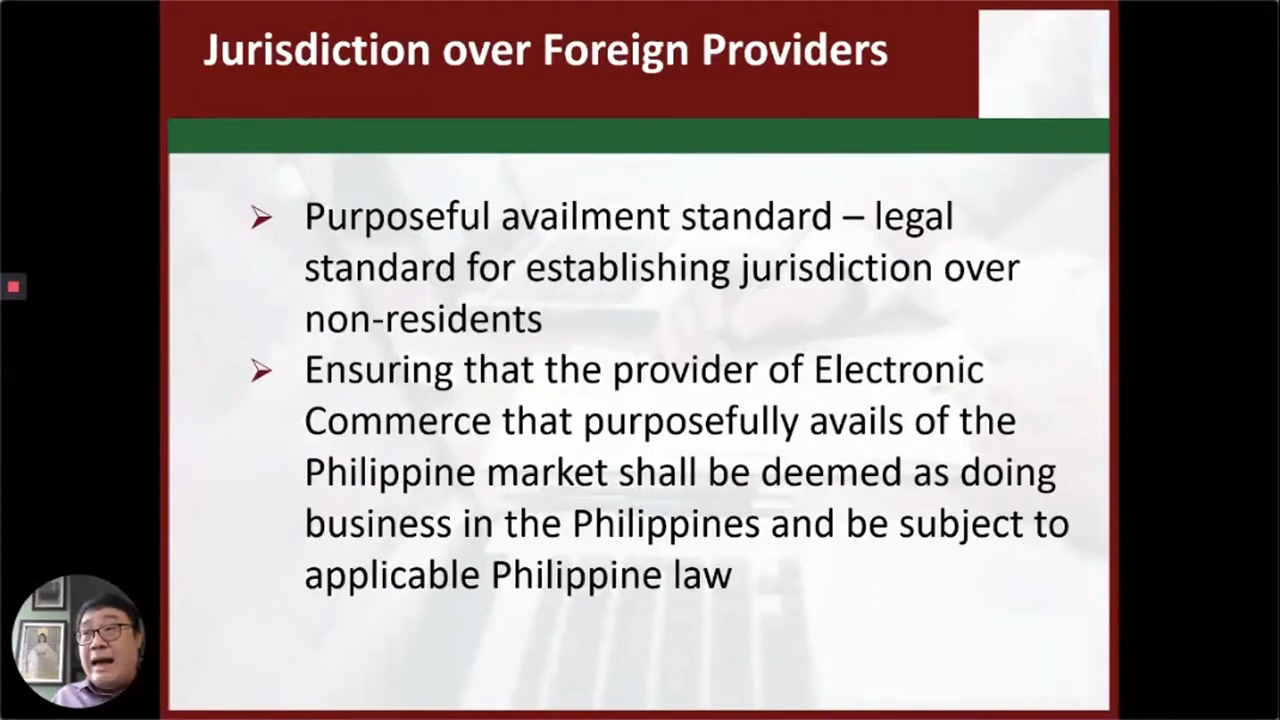 Jurisdiction over Foreign Providers
Purposeful availment standard – legal
standard for establishing jurisdiction over
non-residents
Ensuring that the provider of Electronic
Commerce that purposefully avails of the
Philippine market shall be deemed as doing
business in the Philippines and be subject to
applicable Philippine law